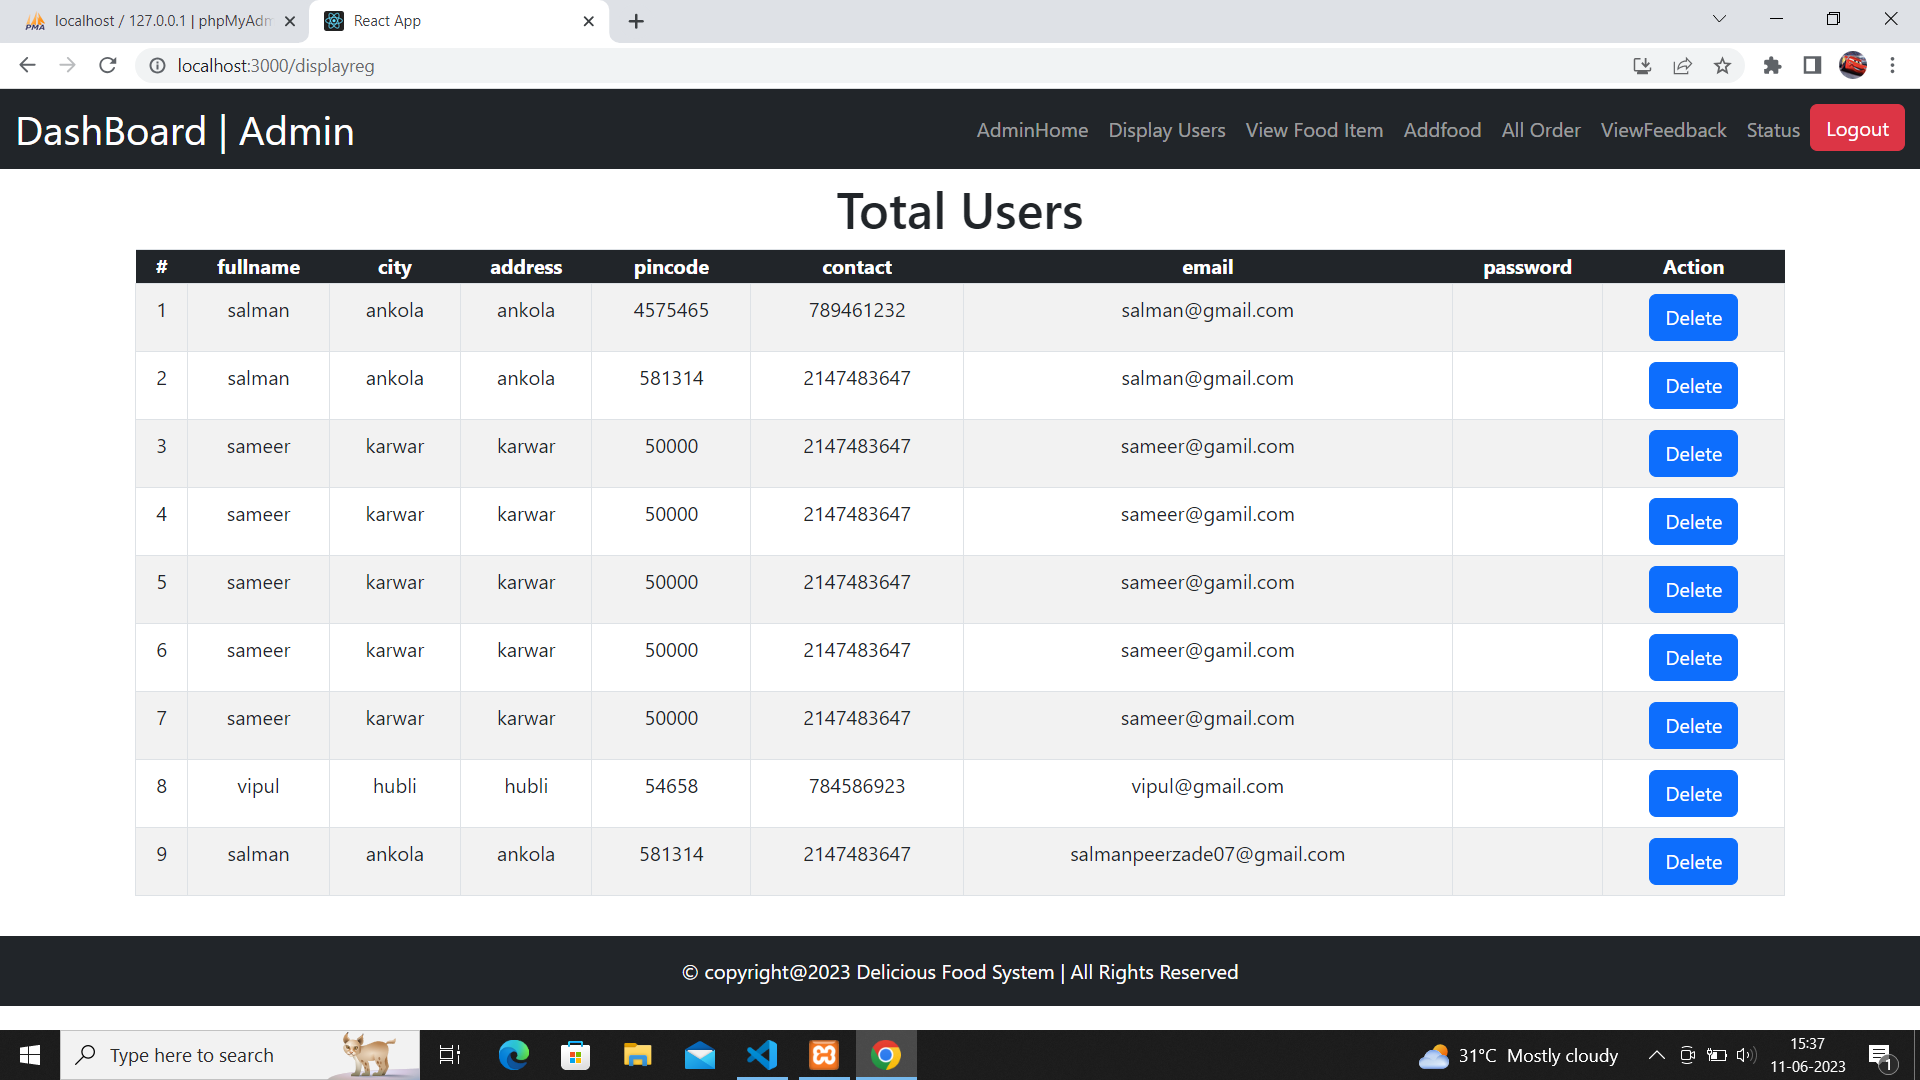 localhost / 127.0.0.1 | phpMyAdm
React App
localhost:3000/displayreg
DashBoard | Admin
AdminHome Display Users View Food Item Addfood All Order ViewFeedback Status Logout
Total Users
# fullname city address pincode contact email password Action
1 salman ankola ankola 4575465 789461232 salman@gmail.com Delete
2 salman ankola ankola 581314 2147483647 salman@gmail.com Delete
3 sameer karwar karwar 50000 2147483647 sameer@gamil.com Delete
4 sameer karwar karwar 50000 2147483647 sameer@gamil.com Delete
5 sameer karwar karwar 50000 2147483647 sameer@gamil.com Delete
6 sameer karwar karwar 50000 2147483647 sameer@gamil.com Delete
7 sameer karwar karwar 50000 2147483647 sameer@gmail.com Delete
8 vipul hubli hubli 54658 784586923 vipul@gmail.com Delete
9 salman ankola ankola 581314 2147483647 salmanpeerzade07@gmail.com Delete
© copyright@2023 Delicious Food System | All Rights Reserved
Type here to search
31°C Mostly cloudy
15:37
11-06-2023
1